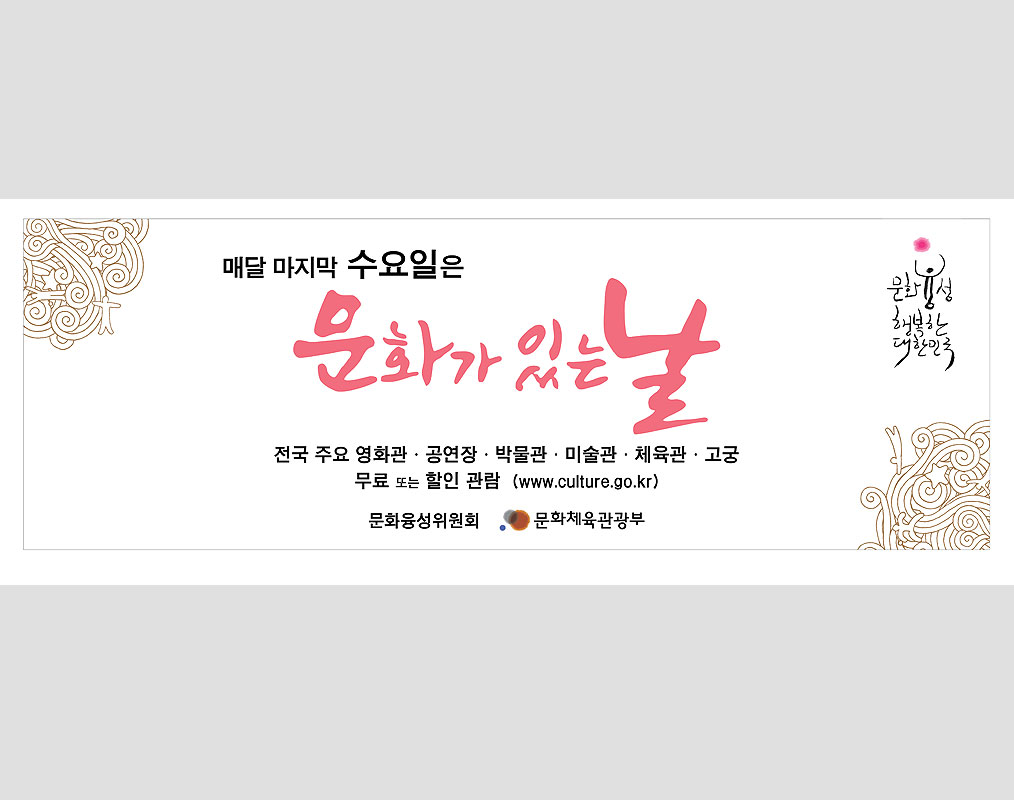 매달 마지막 수요일은
문화가 있는 날
전국 주요 영화관 · 공연장 · 박물관 · 미술관 · 체육관 · 고궁
무료 또는 할인 관람 (www.culture.go.kr)
문화융성위원회 문화체육관광부
문화융성
행복한
대한민국